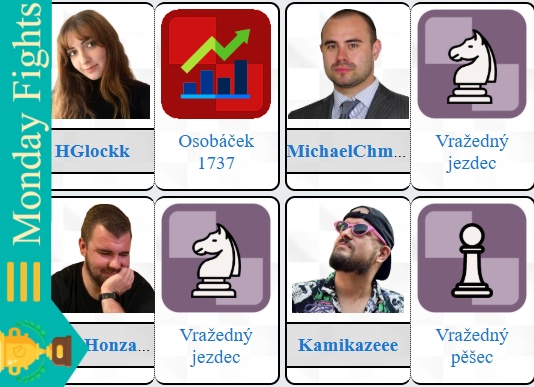 Monday Fights
HGlockk
Osobáček
1737
MichaelChm...
Vražedný
jezdec
Honza...
Vražedný
jezdec
Kamikazeee
Vražedný
pěšec